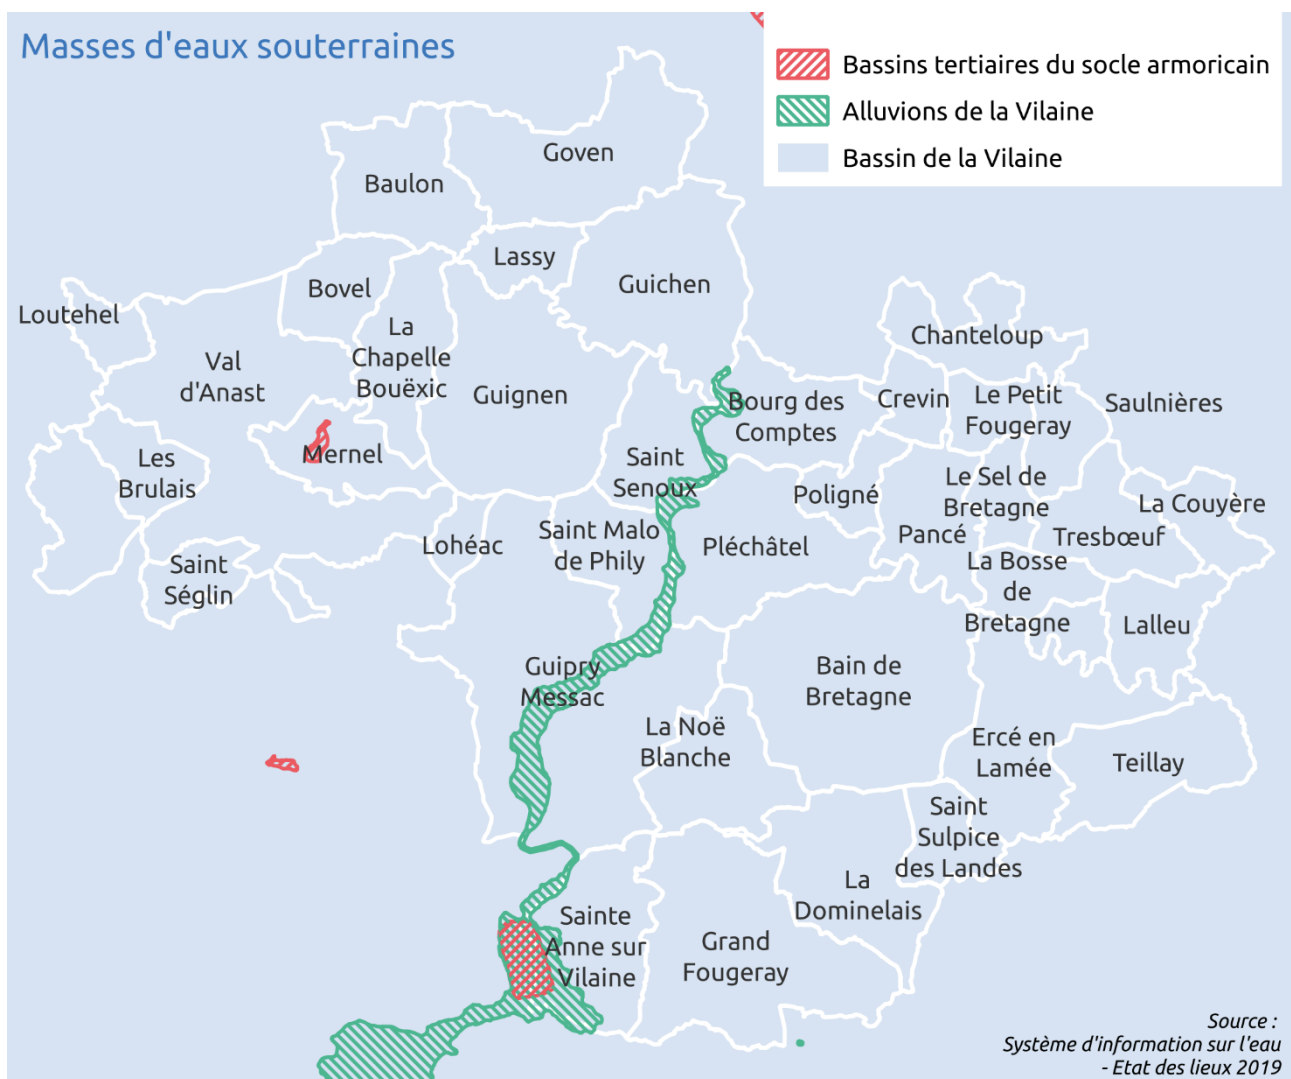 Masses d'eaux souterraines
Bassins tertiaires du socle armoricain
Alluvions de la Vilaine
Bassin de la Vilaine
Goven
Baulon
Lassy
Guichen
Bovel
Loutehel
La
Chapelle
Bouëxic
Chanteloup
Val
d'Anast
Guignen
Bourg des
Comptes
Crevin
Le Petit
Fougeray
Saulnières
Mernel
Les
Brulais
Saint
Senoux
Poligné
Le Sel de
Bretagne
La Couyère
Lohéac
Saint Malo
de Phily
Pléchâtel
Pancé
Tresbœuf
Saint
Séglin
La Bosse
de
Bretagne
Lalleu
Guipry
Messac
Bain de
Bretagne
La Noë
Blanche
Ercé en
Lamée
Teillay
Saint
Sulpice
des Landes
La
Dominelais
Sainte
Anne sur
Vilaine
Grand
Fougeray
Source :
Système d'information sur l'eau
- Etat des lieux 2019